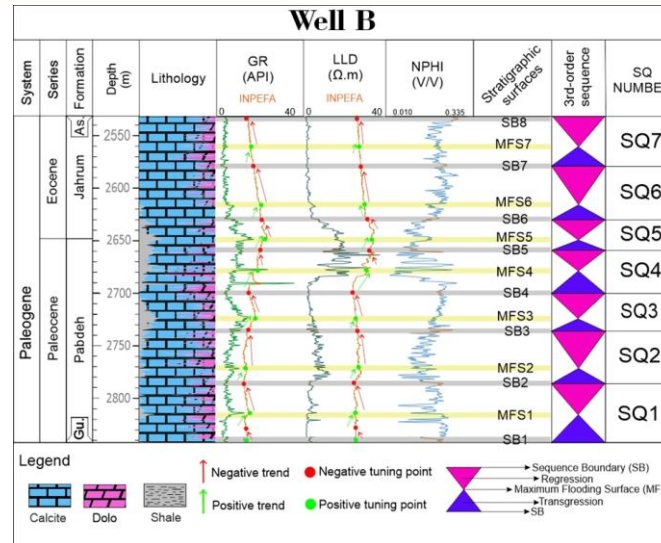 Well B
System
Series
Formation
Depth
(m)
Lithology
GR
(API)
INPEFA
0 40
LLD
(Ω.m)
INPEFA
0 40
NPHI
(V/V)
0.010 0.335
Stratigraphic
surfaces
3rd-order
sequence
SQ
NUMBE
Paleogene
Eocene
Paleocene
As.
Jahrum
Pabdeh
Gu.
2550
2600
2650
2700
2750
2800
SB8
MFS7
SB7
MFS6
SB6
MFS5
SB5
MFS4
SB4
MFS3
SB3
MFS2
SB2
MFS1
SB1
SQ7
SQ6
SQ5
SQ4
SQ3
SQ2
SQ1
Legend
Calcite
Dolo
Shale
Negative trend
Positive trend
Negative tuning point
Positive tuning point
Sequence Boundary (SB)
Regression
Maximum Flooding Surface (MF
Transgression
SB